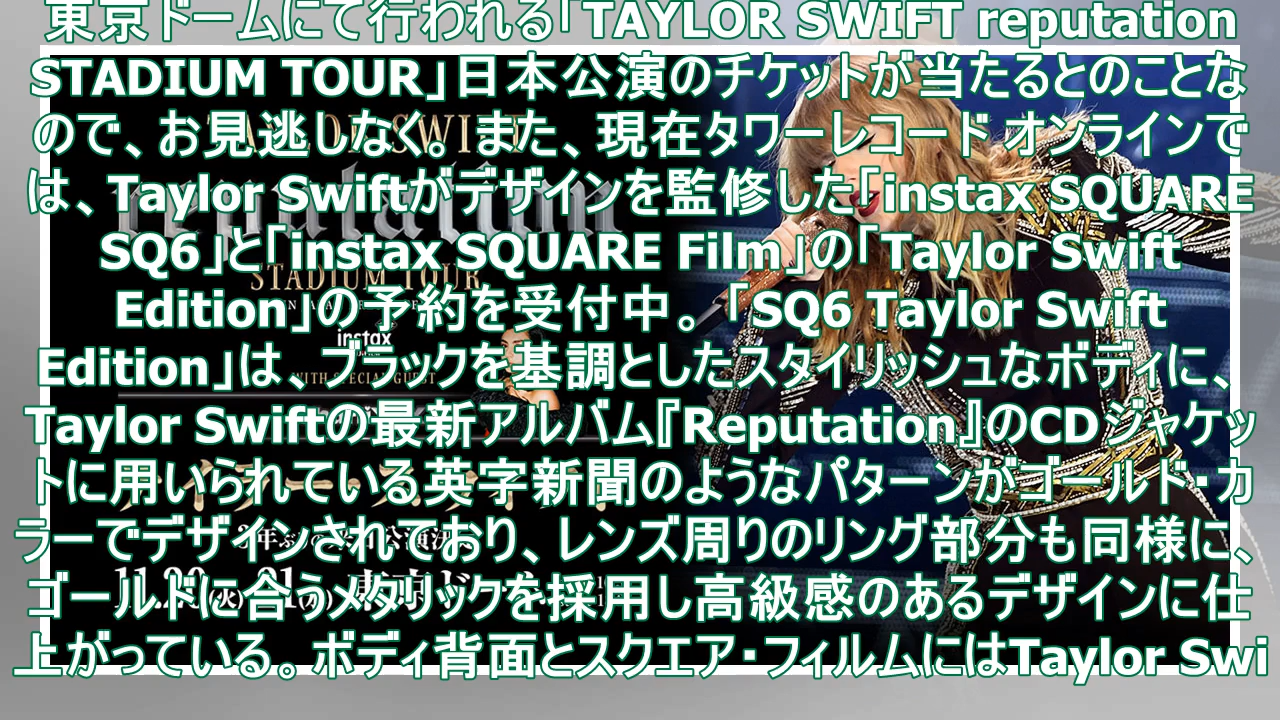 東京ドームにて行われる「TAYLOR SWIFT reputation
STADIUM TOUR」日本公演のチケットが当たるとのことな
ので、お見逃しなく。また、現在タワーレコード オンラインで
は、Taylor Swiftがデザインを監修した「instax SQUARE
SQ6」と「instax SQUARE Film」の「Taylor Swift
Edition」の予約を受付中。「SQ6 Taylor Swift
Edition」は、ブラックを基調としたスタイリッシュなボディに、
Taylor Swiftの最新アルバム『Reputation』のCDジャケッ
トに用いられている英字新聞のようなパターンがゴールド・カ
ラーでデザインされており、レンズ周りのリング部分も同様に、
ゴールドに合うメタリックを採用し高級感のあるデザインに仕
上がっている。ボディ背面とスクエア・フィルムにはTaylor Swi
TAYLOR SWIFT
reputation
STADIUM TOUR
instax
WITH SPECIAL GUEST